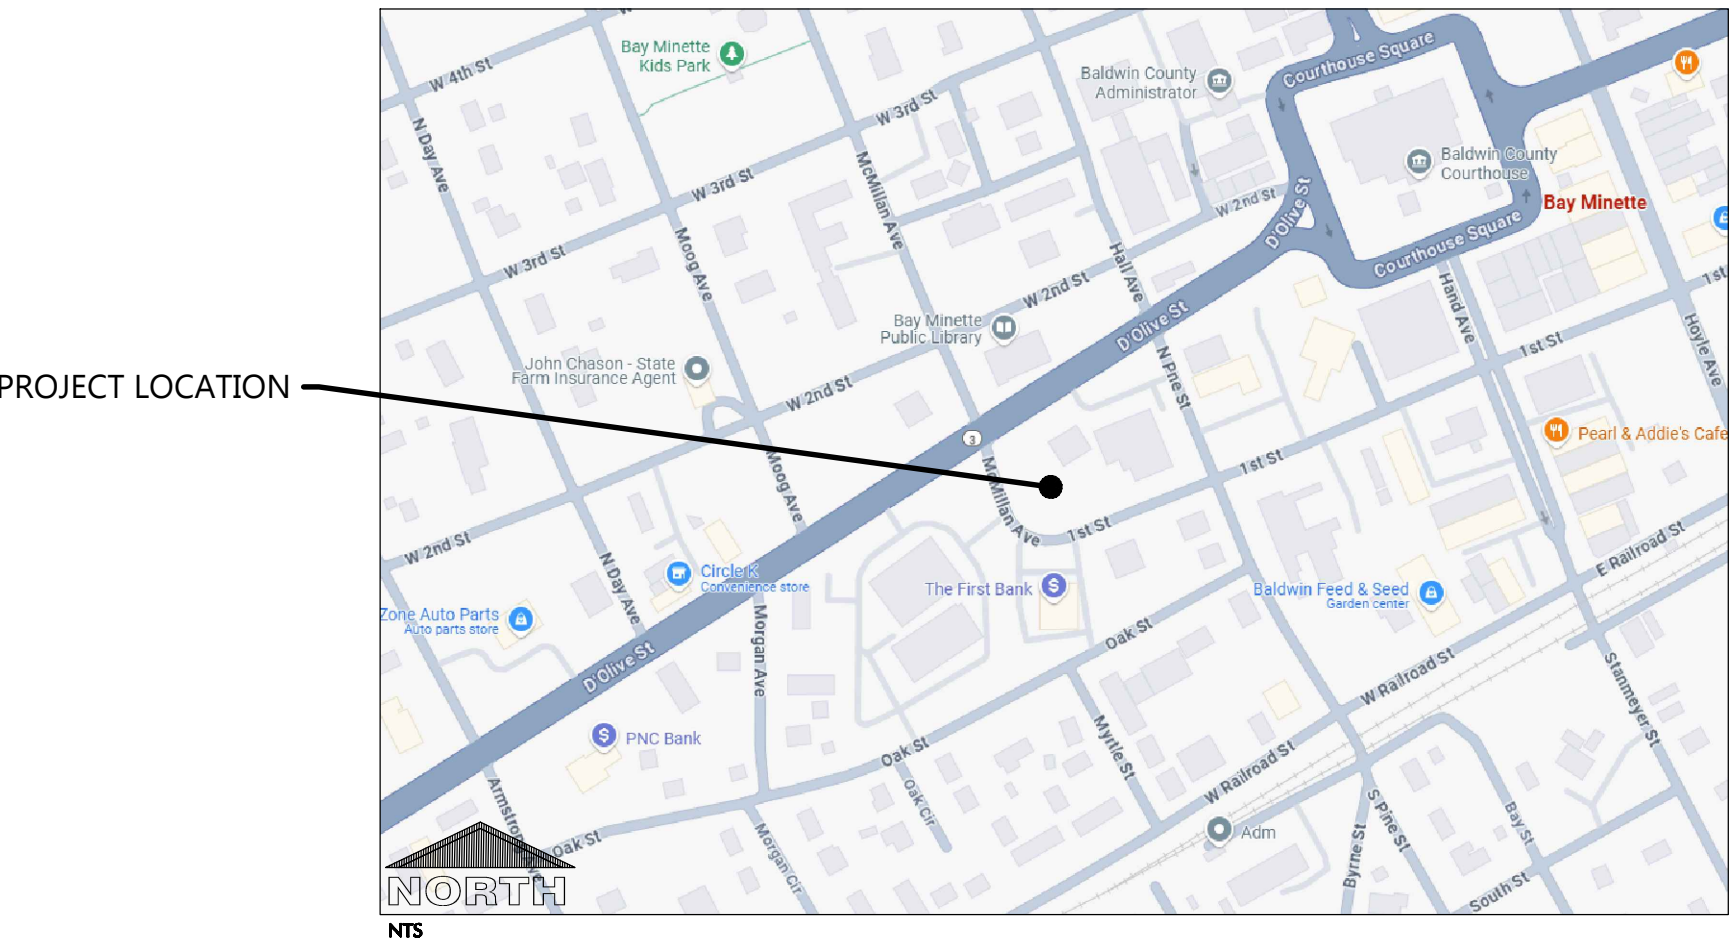 W 4th St
Bay Minette
Kids Park
Baldwin County
Administrator
Courthouse Square
N Day Ave
W 3rd St
McMillan Ave
W 3rd St
W 3rd St
Moog Ave
Baldwin County
Courthouse
Bay Minette
W 2nd St
D'Olive St
Courthouse Square
Hall Ave
W 2nd St
Hand Ave
1st
Hoyle Ave
Bay Minette
Public Library
D'Olive St
1st St
John Chason - State
Farm Insurance Agent
PROJECT LOCATION
W 2nd St
N Pne St
3
Pearl & Addie's Cafe
Moog Ave
McMillan Ave
1st St
1st St
W 2nd St
N Day Ave
Circle K
Convenience store
The First Bank
Baldwin Feed & Seed
Garden center
E Railroad St
Zone Auto Parts
Auto parts store
D'Olive St
Morgan Ave
Oak St
W Railroad St
Stanmeyer St
PNC Bank
Oak St
Myrtle St
W Railroad St
Oak Cir
Adm
S Pine St
Bay St
Byrne St
South St
Oak St
Morgan Cir
NORTH
NTS